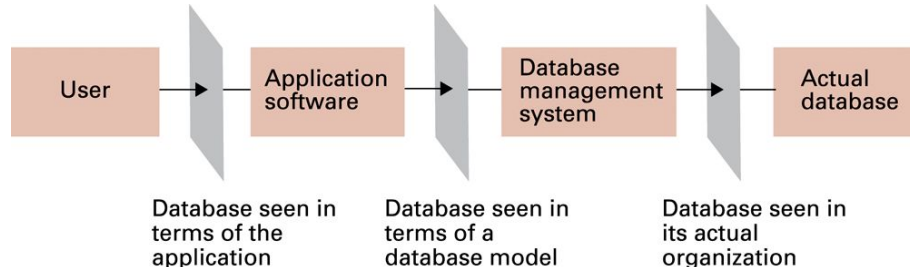 User
Application
software
Database
management
system
Actual
database
Database seen in
terms of the
application
Database seen in
terms of a
database model
Database seen in
its actual
organization